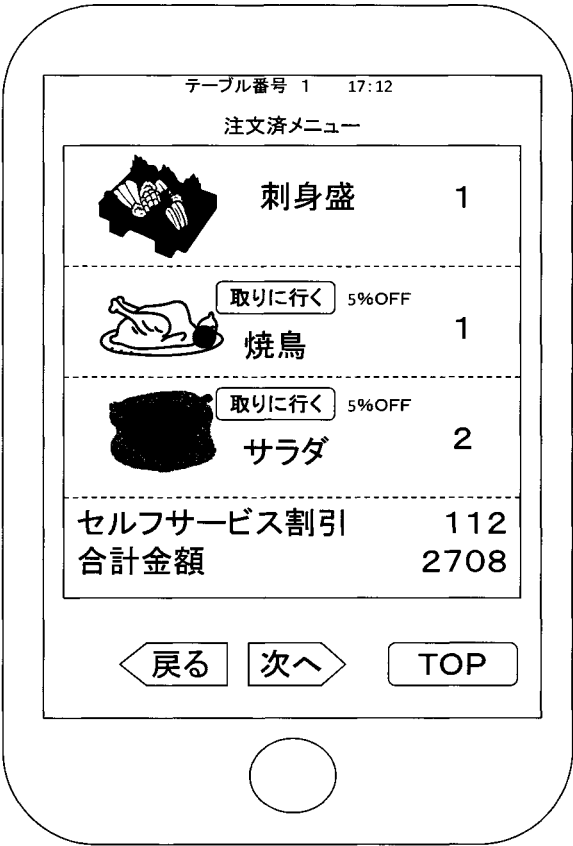 テーブル番号 1 17:12
注文済メニュー
刺身盛 1
取りに行く 5%OFF
焼鳥 1
取りに行く 5%OFF
サラダ 2
セルフサービス割引 112
合計金額 2708
戻る 次へ TOP